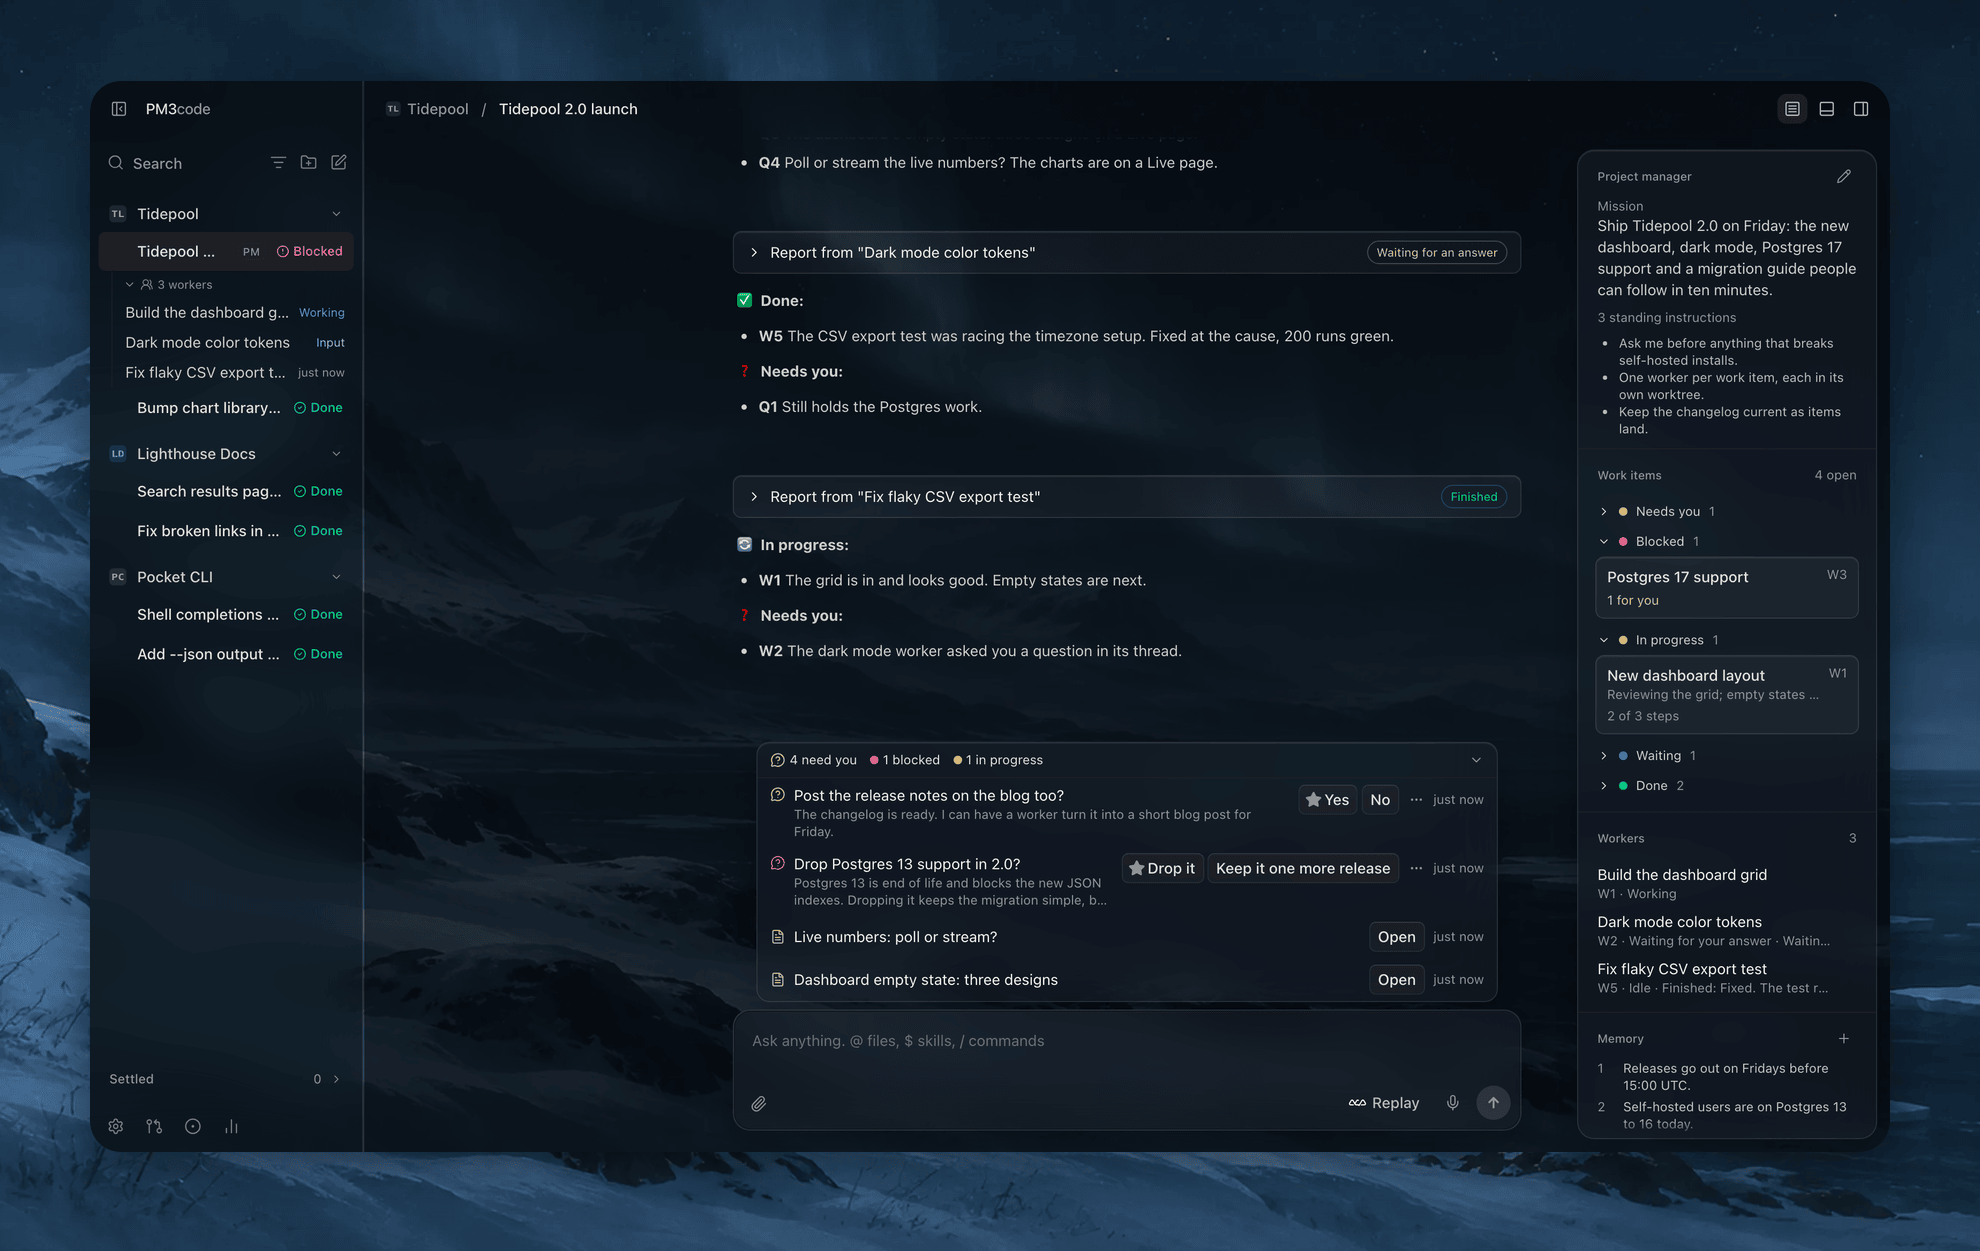 PM3code
Search
TL Tidepool
Tidepool ... PM Blocked
3 workers
Build the dashboard g... Working
Dark mode color tokens Input
Fix flaky CSV export t... just now
Bump chart library... Done
LD Lighthouse Docs
Search results pag... Done
Fix broken links in ... Done
PC Pocket CLI
Shell completions ... Done
Add --json output ... Done
Settled 0
TL Tidepool / Tidepool 2.0 launch
• Q4 Poll or stream the live numbers? The charts are on a Live page.
Report from "Dark mode color tokens" Waiting for an answer
✅ Done:
• W5 The CSV export test was racing the timezone setup. Fixed at the cause, 200 runs green.
❓ Needs you:
• Q1 Still holds the Postgres work.
Report from "Fix flaky CSV export test" Finished
🔄 In progress:
• W1 The grid is in and looks good. Empty states are next.
❓ Needs you:
• W2 The dark mode worker asked you a question in its thread.
4 need you 1 blocked 1 in progress
Post the release notes on the blog too? ★ Yes No ... just now
The changelog is ready. I can have a worker turn it into a short blog post for
Friday.
Drop Postgres 13 support in 2.0? ★ Drop it Keep it one more release ... just now
Postgres 13 is end of life and blocks the new JSON
indexes. Dropping it keeps the migration simple, b...
Live numbers: poll or stream? Open just now
Dashboard empty state: three designs Open just now
Ask anything. @ files, $ skills, / commands
Replay
Project manager
Mission
Ship Tidepool 2.0 on Friday: the new
dashboard, dark mode, Postgres 17
support and a migration guide people
can follow in ten minutes.
3 standing instructions
• Ask me before anything that breaks
self-hosted installs.
• One worker per work item, each in its
own worktree.
• Keep the changelog current as items
land.
Work items 4 open
Needs you 1
Blocked 1
Postgres 17 support W3
1 for you
In progress 1
New dashboard layout W1
Reviewing the grid; empty states ...
2 of 3 steps
Waiting 1
Done 2
Workers 3
Build the dashboard grid
W1 · Working
Dark mode color tokens
W2 · Waiting for your answer · Waitin...
Fix flaky CSV export test
W5 · Idle · Finished: Fixed. The test r...
Memory +
1 Releases go out on Fridays before
15:00 UTC.
2 Self-hosted users are on Postgres 13
to 16 today.